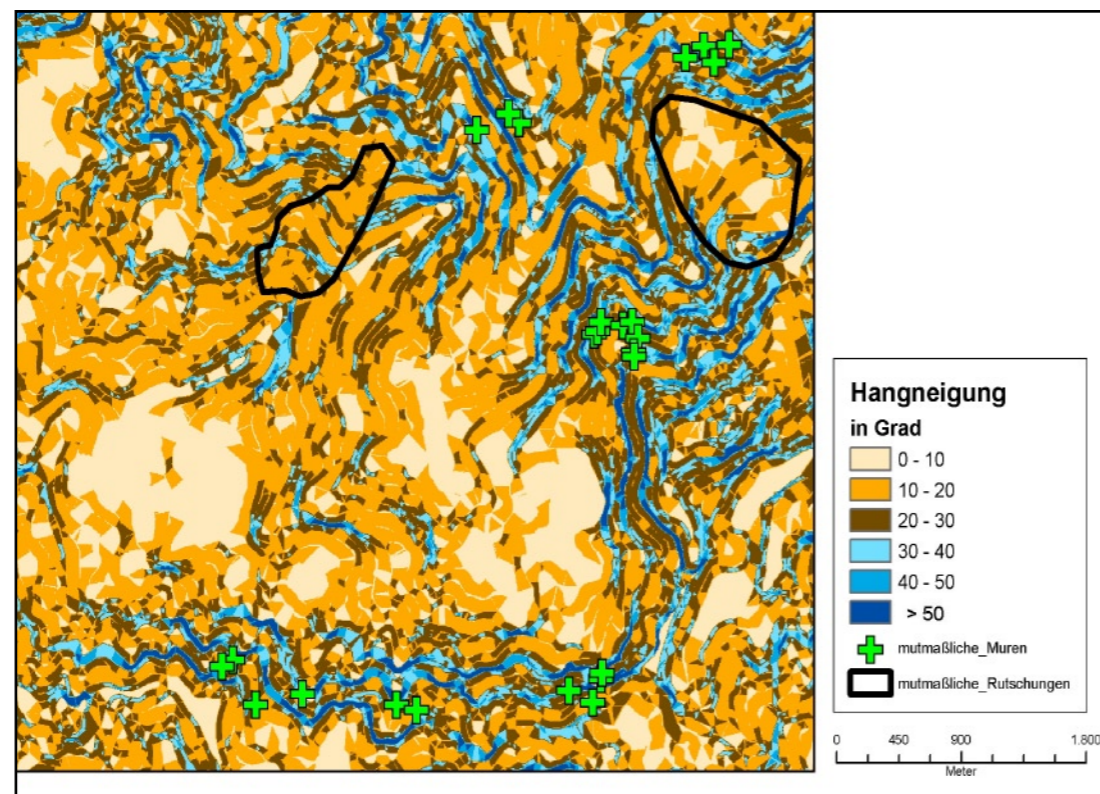 Hangneigung
in Grad
0 - 10
10 - 20
20 - 30
30 - 40
40 - 50
> 50
mutmaßliche_Muren
mutmaßliche_Rutschungen
0 450 900 1.800
Meter